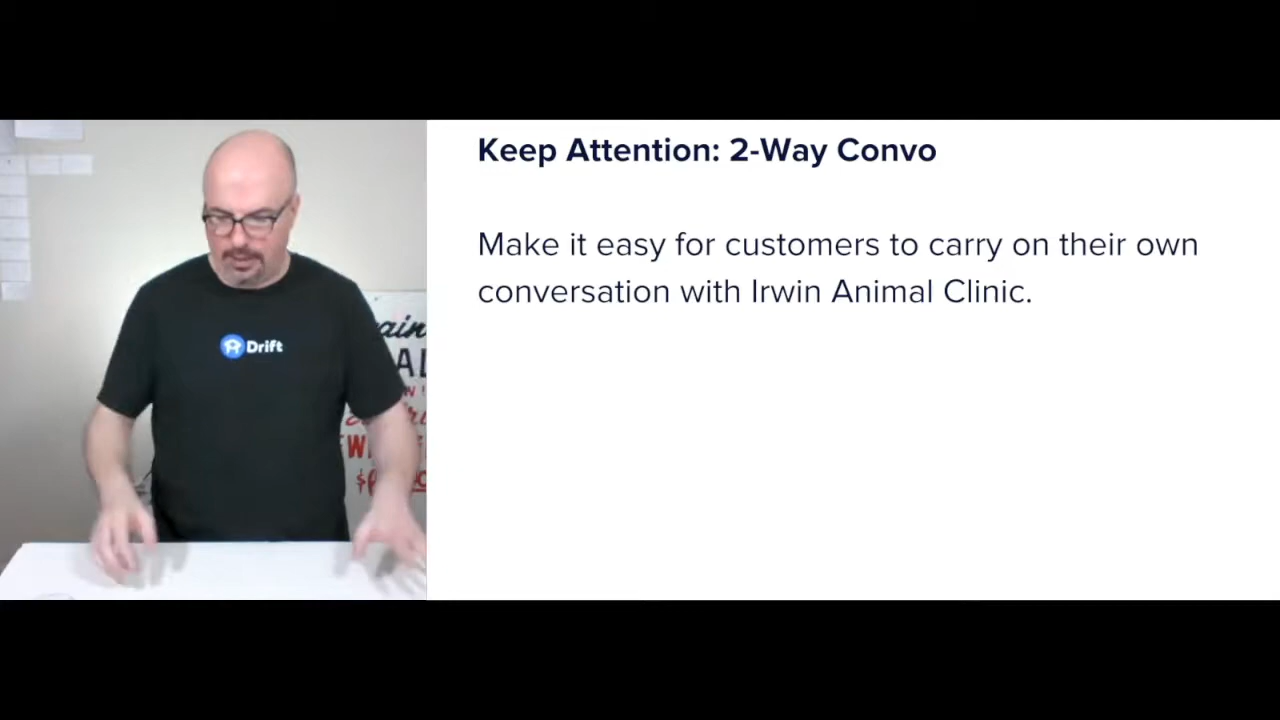 Keep Attention: 2-Way Convo
Make it easy for customers to carry on their own
conversation with Irwin Animal Clinic.
Drift